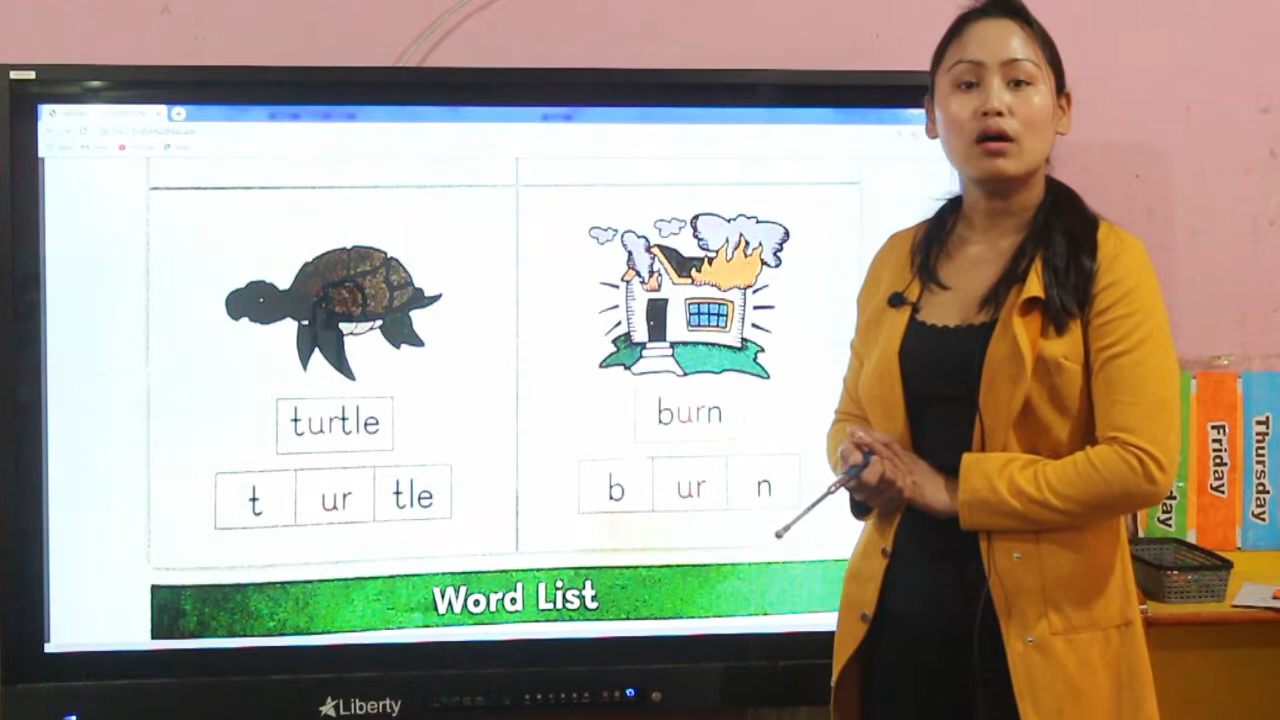 turtle
t ur tle
burn
b ur n
Word List
Liberty
Friday
Thursday